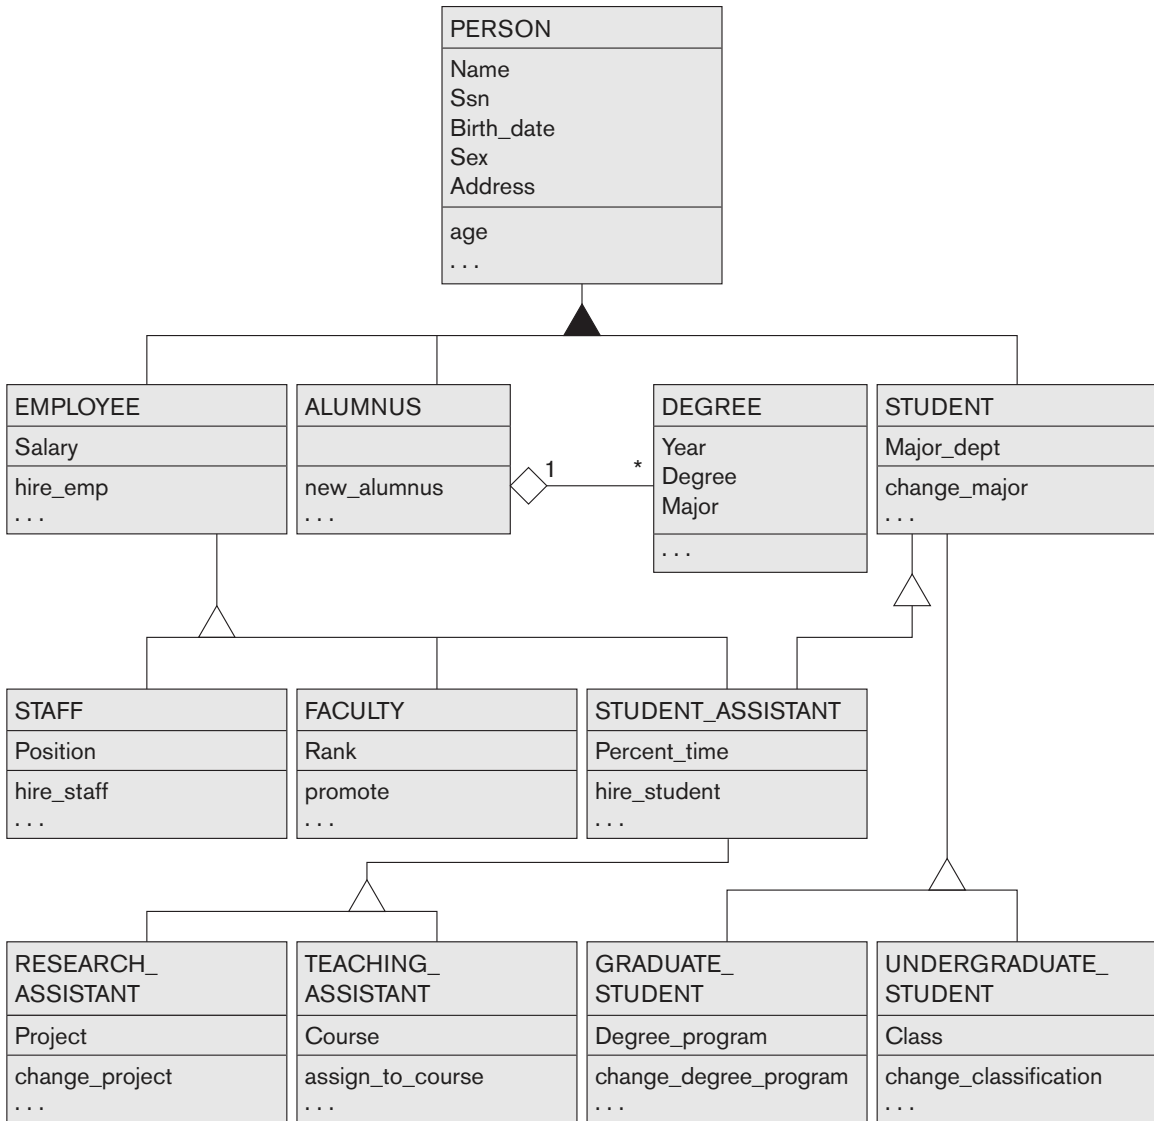 PERSON
Name
Ssn
Birth_date
Sex
Address
age
. . .
EMPLOYEE
Salary
hire_emp
. . .
ALUMNUS
new_alumnus
. . .
1
*
DEGREE
Year
Degree
Major
. . .
STUDENT
Major_dept
change_major
. . .
STAFF
Position
hire_staff
. . .
FACULTY
Rank
promote
. . .
STUDENT_ASSISTANT
Percent_time
hire_student
. . .
RESEARCH_
ASSISTANT
Project
change_project
. . .
TEACHING_
ASSISTANT
Course
assign_to_course
. . .
GRADUATE_
STUDENT
Degree_program
change_degree_program
. . .
UNDERGRADUATE_
STUDENT
Class
change_classification
. . .